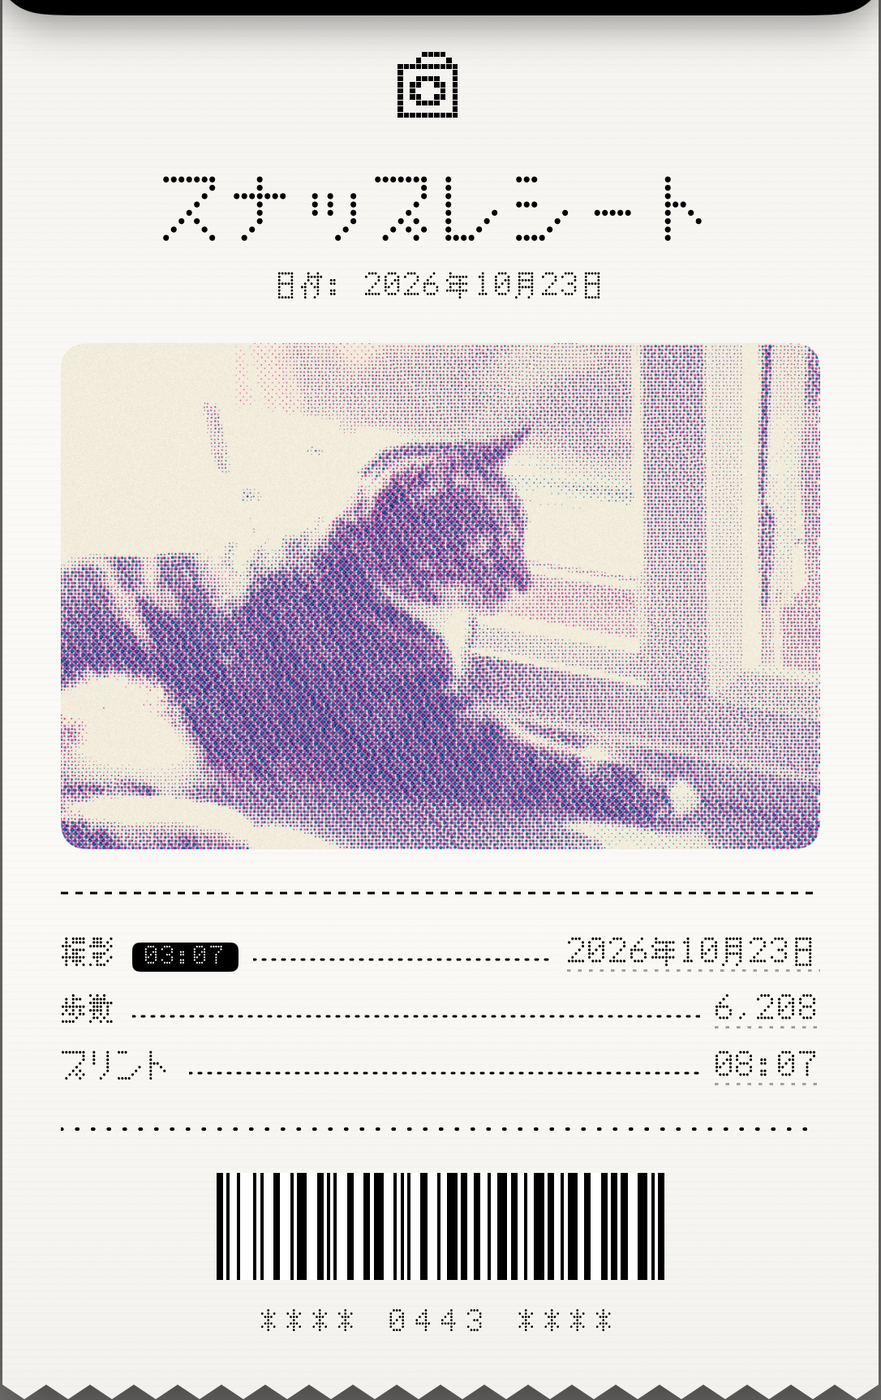 スナップレシート
日付: 2026年10月23日
撮影 03:07 2026年10月23日
歩数 6,208
プリント 08:07
**** 0443 ****